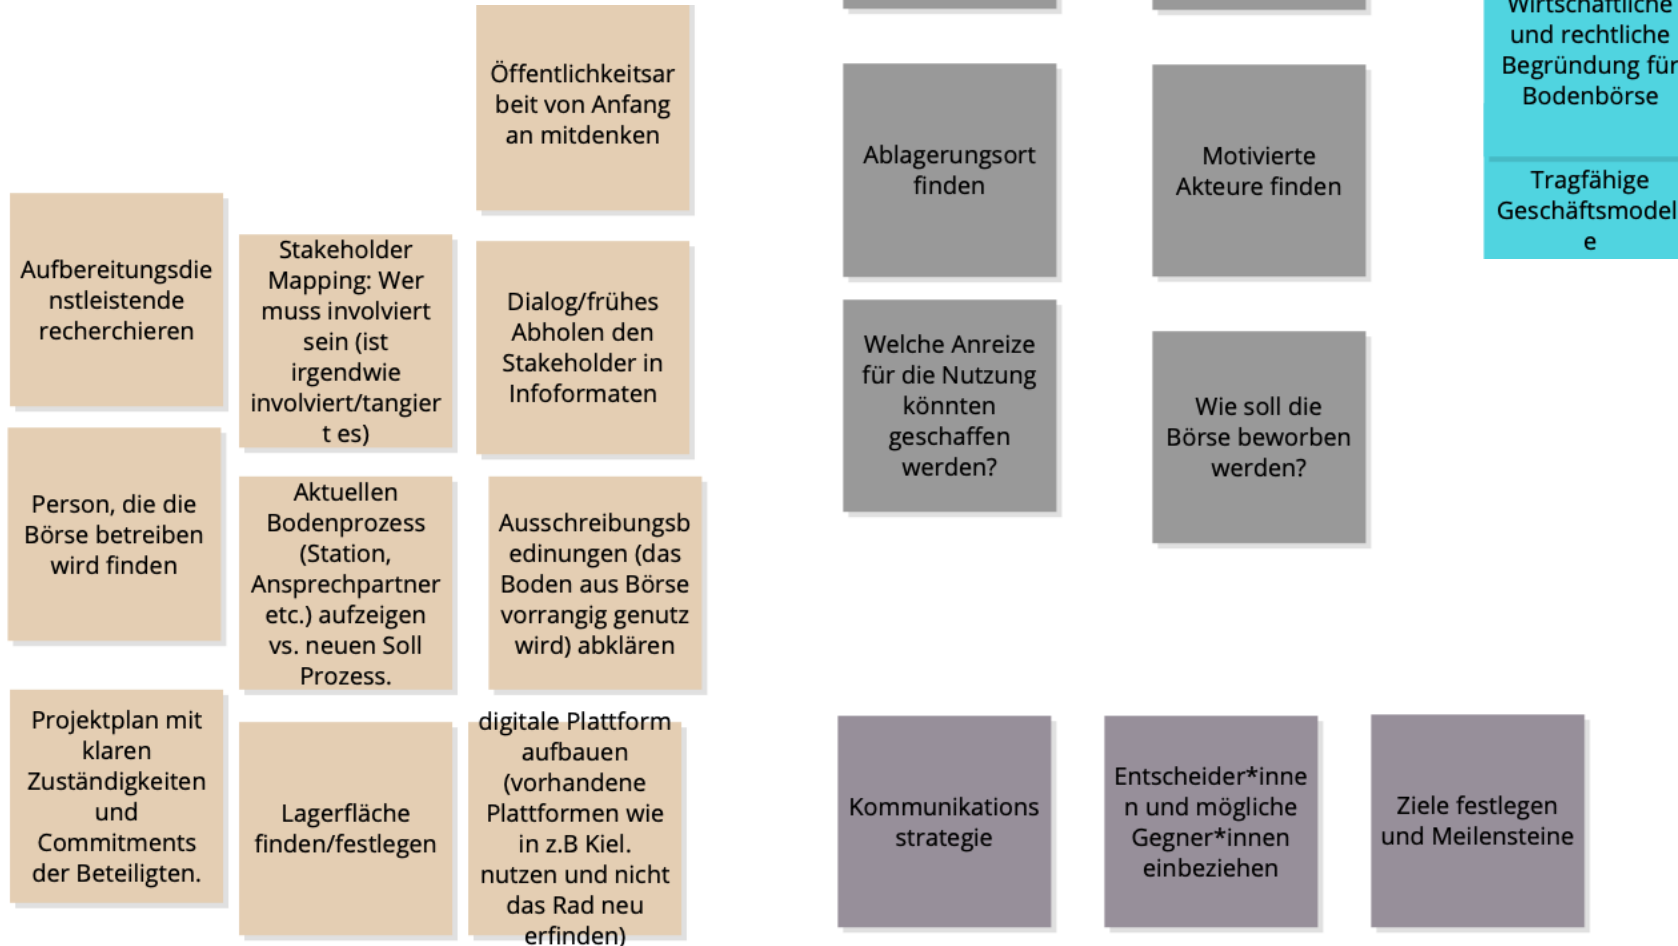 Öffentlichkeitsar
beit von Anfang
an mitdenken
Aufbereitungsdie
nstleistende
recherchieren
Stakeholder
Mapping: Wer
muss involviert
sein (ist
irgendwie
involviert/tangier
t es)
Dialog/frühes
Abholen den
Stakeholder in
Infoformaten
Person, die die
Börse betreiben
wird finden
Aktuellen
Bodenprozess
(Station,
Ansprechpartner
etc.) aufzeigen
vs. neuen Soll
Prozess.
Ausschreibungsb
edinungen (das
Boden aus Börse
vorrangig genutz
wird) abklären
Projektplan mit
klaren
Zuständigkeiten
und
Commitments
der Beteiligten.
Lagerfläche
finden/festlegen
digitale Plattform
aufbauen
(vorhandene
Plattformen wie
in z.B Kiel.
nutzen und nicht
das Rad neu
erfinden)
Ablagerungsort
finden
Motivierte
Akteure finden
Welche Anreize
für die Nutzung
könnten
geschaffen
werden?
Wie soll die
Börse beworben
werden?
Wirtschaftliche
und rechtliche
Begründung für
Bodenbörse
Tragfähige
Geschäftsmodel
e
Kommunikations
strategie
Entscheider*inne
n und mögliche
Gegner*innen
einbeziehen
Ziele festlegen
und Meilensteine